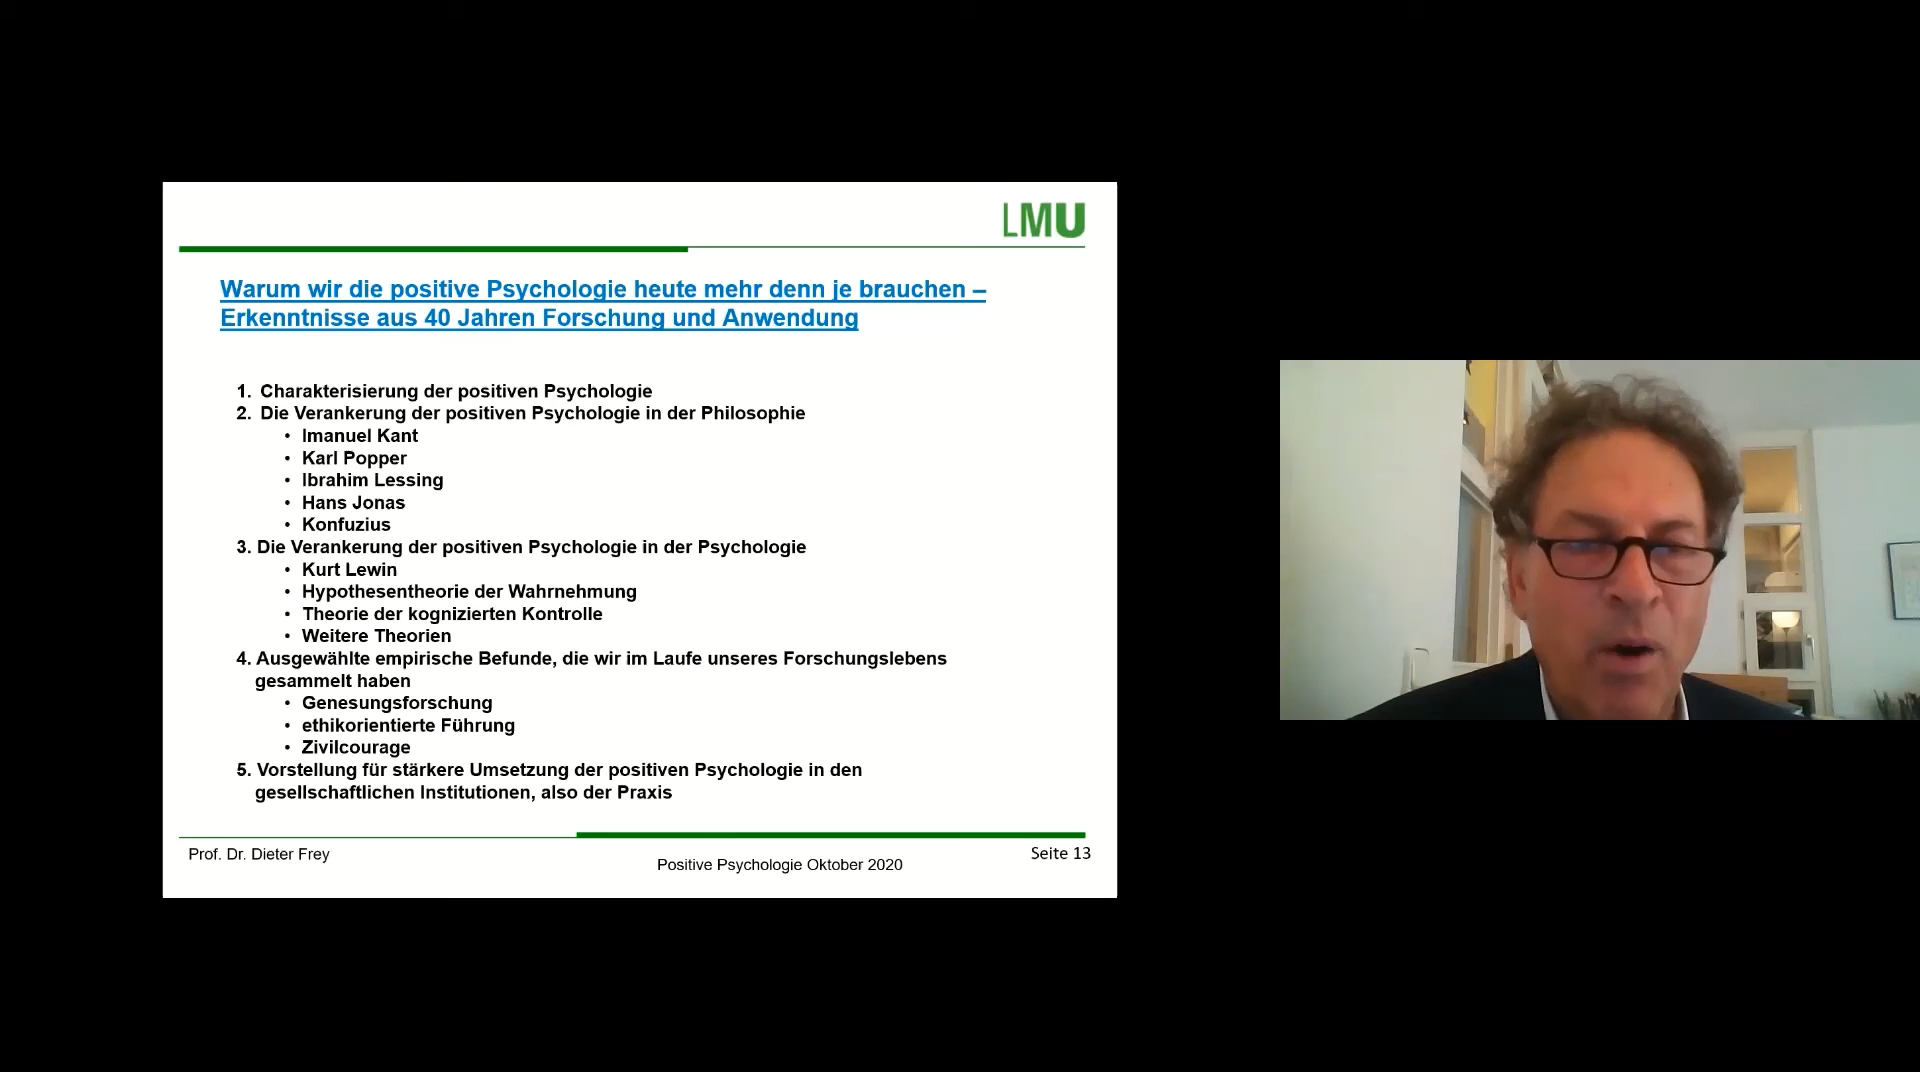 LMU
Warum wir die positive Psychologie heute mehr denn je brauchen –
Erkenntnisse aus 40 Jahren Forschung und Anwendung
1. Charakterisierung der positiven Psychologie
2. Die Verankerung der positiven Psychologie in der Philosophie
• Imanuel Kant
• Karl Popper
• Ibrahim Lessing
• Hans Jonas
• Konfuzius
3. Die Verankerung der positiven Psychologie in der Psychologie
• Kurt Lewin
• Hypothesentheorie der Wahrnehmung
• Theorie der kognizierten Kontrolle
• Weitere Theorien
4. Ausgewählte empirische Befunde, die wir im Laufe unseres Forschungslebens
gesammelt haben
• Genesungsforschung
• ethikorientierte Führung
• Zivilcourage
5. Vorstellung für stärkere Umsetzung der positiven Psychologie in den
gesellschaftlichen Institutionen, also der Praxis
Prof. Dr. Dieter Frey
Positive Psychologie Oktober 2020
Seite 13